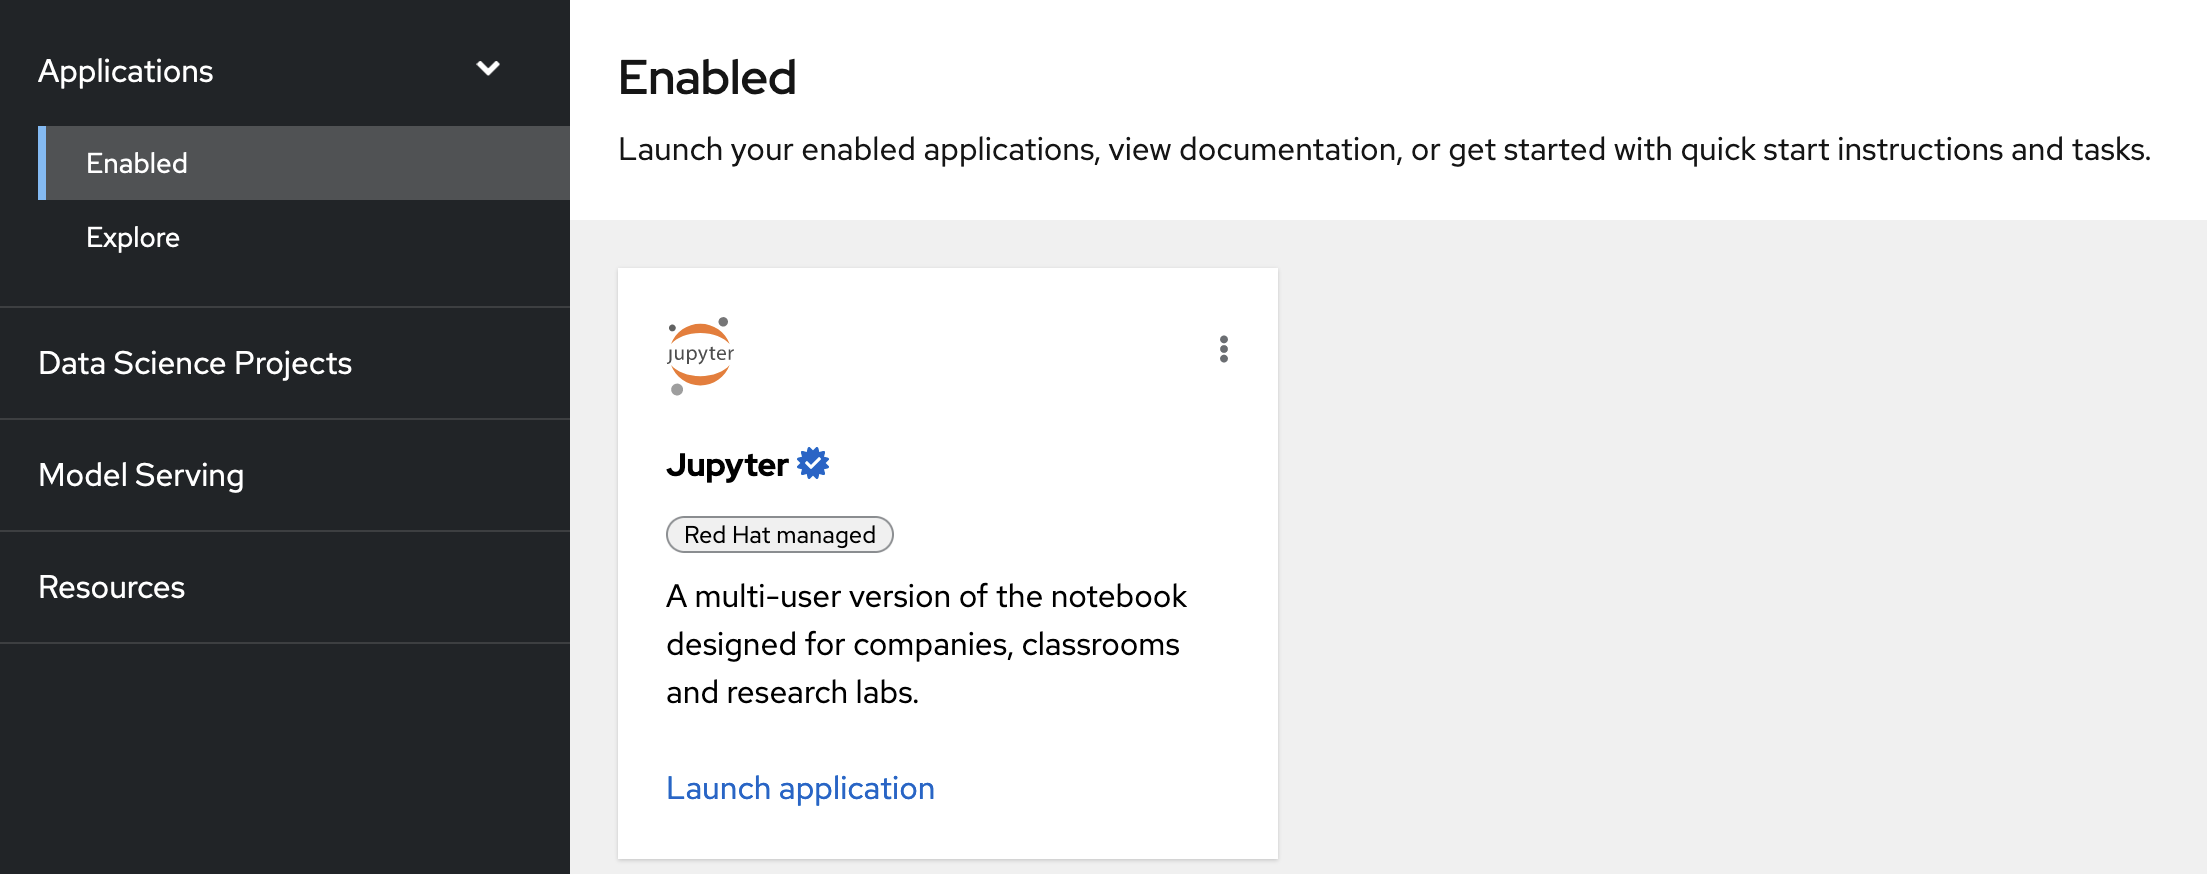 Applications
Enabled
Explore
Data Science Projects
Model Serving
Resources
Enabled
Launch your enabled applications, view documentation, or get started with quick start instructions and tasks.
jupyter
Jupyter
Red Hat managed
A multi-user version of the notebook
designed for companies, classrooms
and research labs.
Launch application